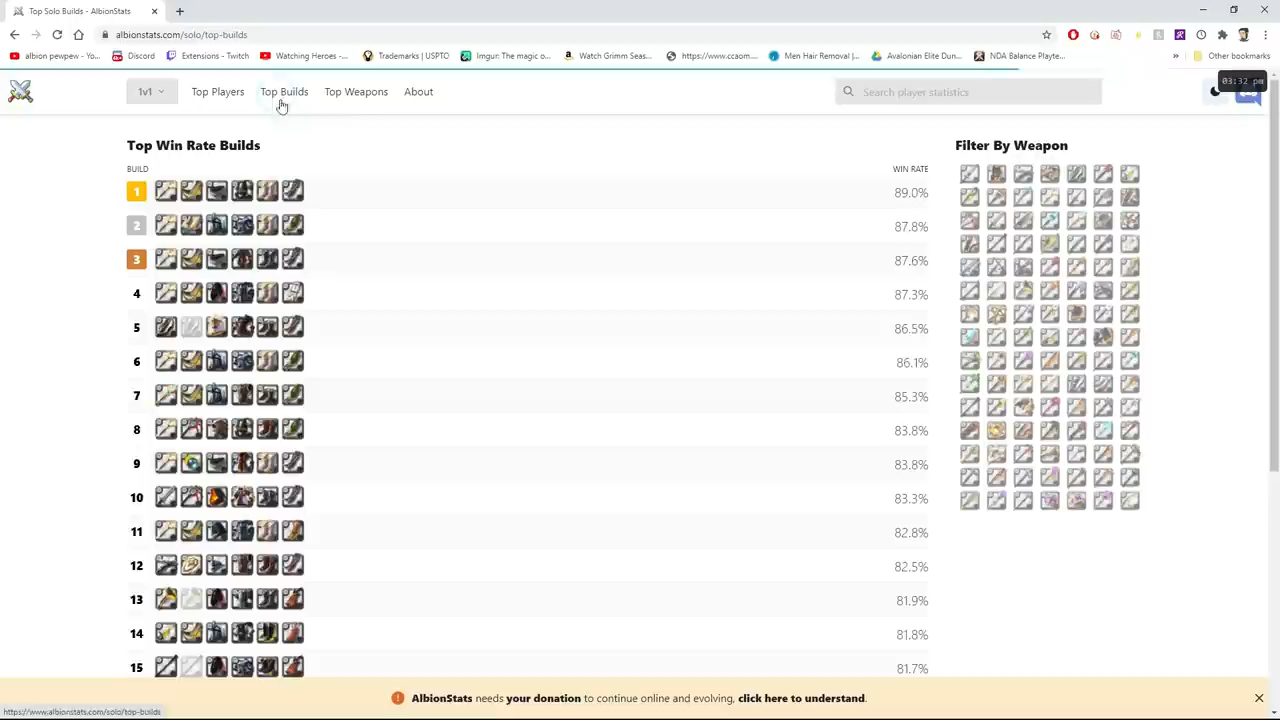 Top Solo Builds - AlbionStats
albionstats.com/solo/top-builds
albion pewpew - Yo... Discord Extensions - Twitch Watching Heroes -... Trademarks | USPTO Imgur: The magic o... Watch Grimm Seas... https://www.ccaom... Men Hair Removal |... Avalonian Elite Dun... NDA Balance Playte... » Other bookmarks
03:32 pm
1v1 Top Players Top Builds Top Weapons About Search player statistics
Top Win Rate Builds Filter By Weapon
BUILD WIN RATE
1 89.0%
2 87.8%
3 87.6%
4 87.3%
5 86.5%
6 86.1%
7 85.3%
8 83.8%
9 83.8%
10 83.3%
11 82.8%
12 82.5%
13 81.9%
14 81.8%
15 81.7%
AlbionStats needs your donation to continue online and evolving, click here to understand.
https://www.albionstats.com/solo/top-builds